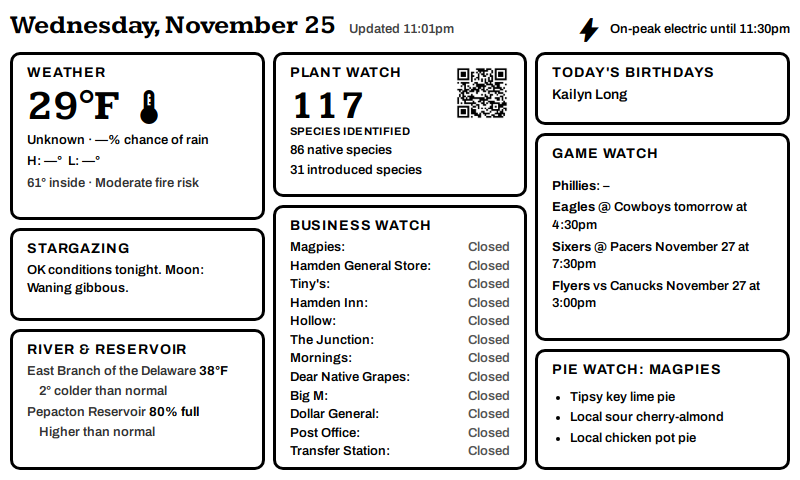 Wednesday, November 25 Updated 11:01pm
On-peak electric until 11:30pm
WEATHER
29°F
Unknown · —% chance of rain
H: —° L: —°
61° inside · Moderate fire risk
STARGAZING
OK conditions tonight. Moon:
Waning gibbous.
RIVER & RESERVOIR
East Branch of the Delaware 38°F
2° colder than normal
Pepacton Reservoir 80% full
Higher than normal
PLANT WATCH
117
SPECIES IDENTIFIED
86 native species
31 introduced species
BUSINESS WATCH
Magpies: Closed
Hamden General Store: Closed
Tiny's: Closed
Hamden Inn: Closed
Hollow: Closed
The Junction: Closed
Mornings: Closed
Dear Native Grapes: Closed
Big M: Closed
Dollar General: Closed
Post Office: Closed
Transfer Station: Closed
TODAY'S BIRTHDAYS
Kailyn Long
GAME WATCH
Phillies: –
Eagles @ Cowboys tomorrow at
4:30pm
Sixers @ Pacers November 27 at
7:30pm
Flyers vs Canucks November 27 at
3:00pm
PIE WATCH: MAGPIES
• Tipsy key lime pie
• Local sour cherry-almond
• Local chicken pot pie